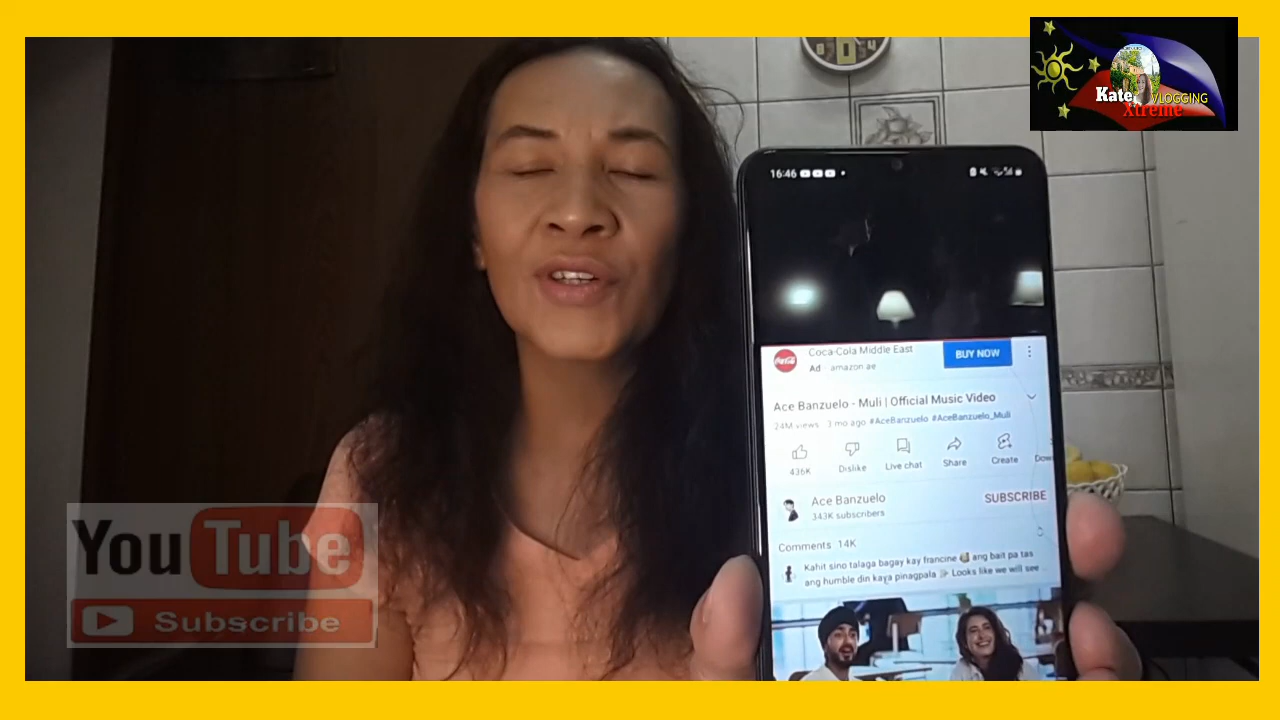 Kate
VLOGGING
Xtreme
16:46
Coca-Cola Middle East
Ad amazon.ae
BUY NOW
Ace Banzuelo - Muli | Official Music Video
24M views 3 mo ago #AceBanzuelo #AceBanzuelo_Muli
436K
Dislike
Live chat
Share
Create
Dow
Ace Banzuelo
343K subscribers
SUBSCRIBE
Comments 14K
Kahit sino talaga bagay kay francine ang bait pa tas
ang humble din kaya pinagpala Looks like we will see
YouTube
Subscribe